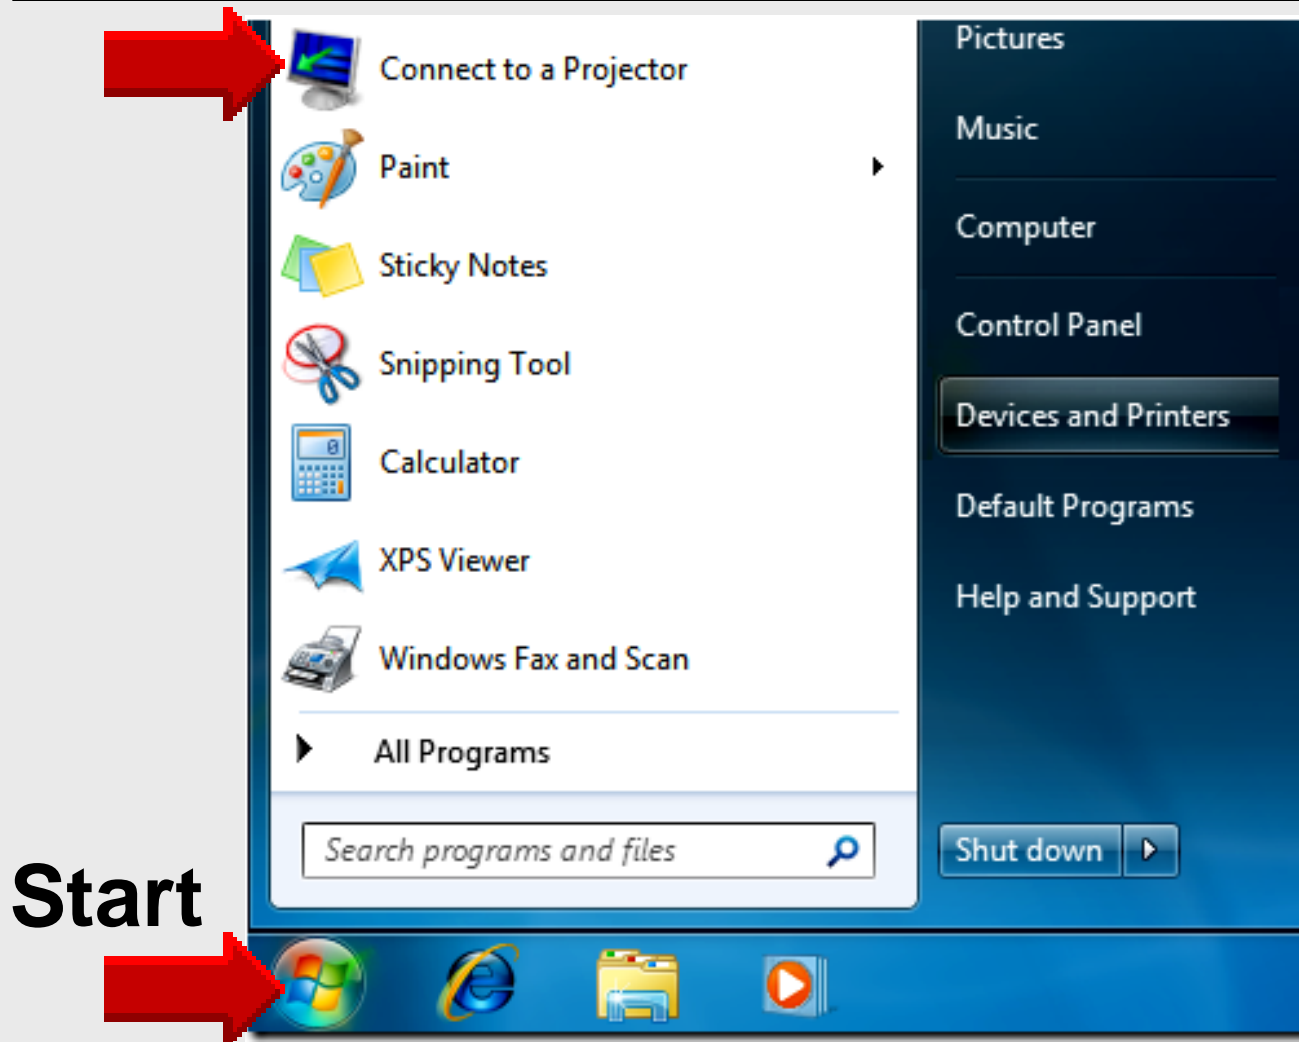 Connect to a Projector
Paint
Sticky Notes
Snipping Tool
Calculator
XPS Viewer
Windows Fax and Scan
All Programs
Search programs and files
Pictures
Music
Computer
Control Panel
Devices and Printers
Default Programs
Help and Support
Shut down
Start